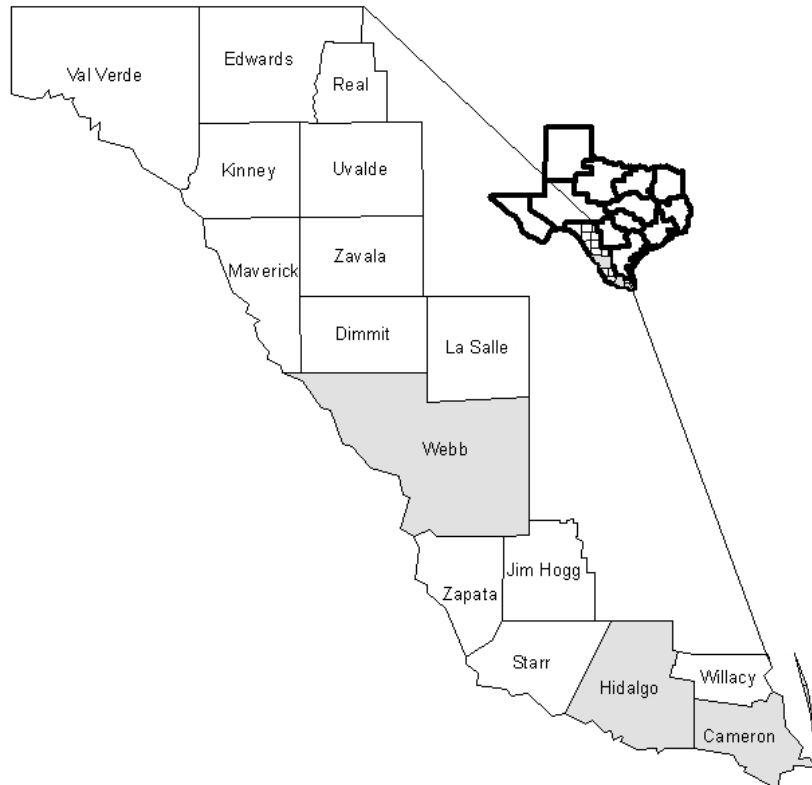 Val Verde
Edwards
Real
Kinney
Uvalde
Maverick
Zavala
Dimmit
La Salle
Webb
Zapata
Jim Hogg
Starr
Hidalgo
Willacy
Cameron